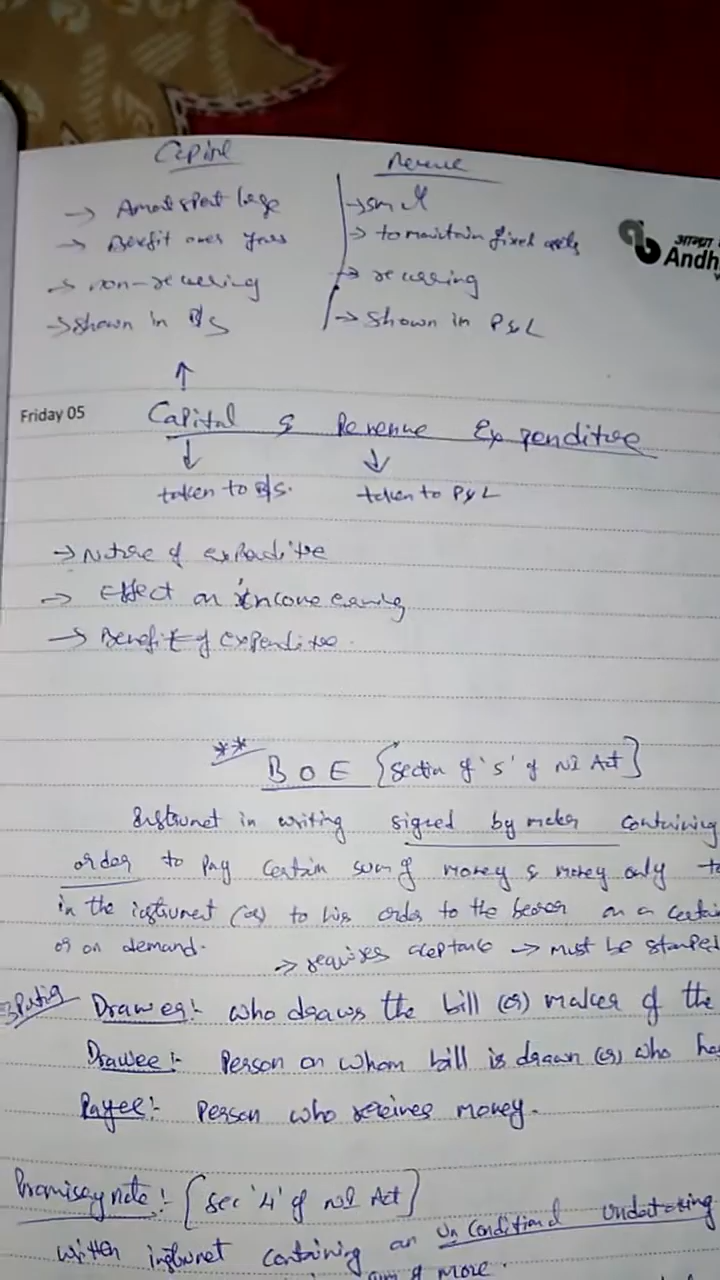 Capital Revenue
→ Amout spent large → small
→ Benefit over years → to maintain fixed assets
→ non-recurring → recurring
→ shown in B/S → shown in P&L
आन्ध्रा
Andh
Friday 05
Capital & Revenue Expenditure
taken to B/S. taken to P&L
→ Nature of expenditure
→ Effect on income earning
→ Benefit of expenditure.
** BOE [Section of '5' of NI Act]
Instrument in writing signed by maker containing
order to pay certain sum of money & money only to
in the instrument (or) to his order to the bearer on a certain
or on demand. → requires acceptance → must be stamped
Drawer:- who draws the bill (or) maker of the
Drawee:- Person on whom bill is drawn (or) who ha
Payee:- Person who receives money.
Promissory note:- [sec '4' of NI Act]
written instrument containing an unconditional undertaking